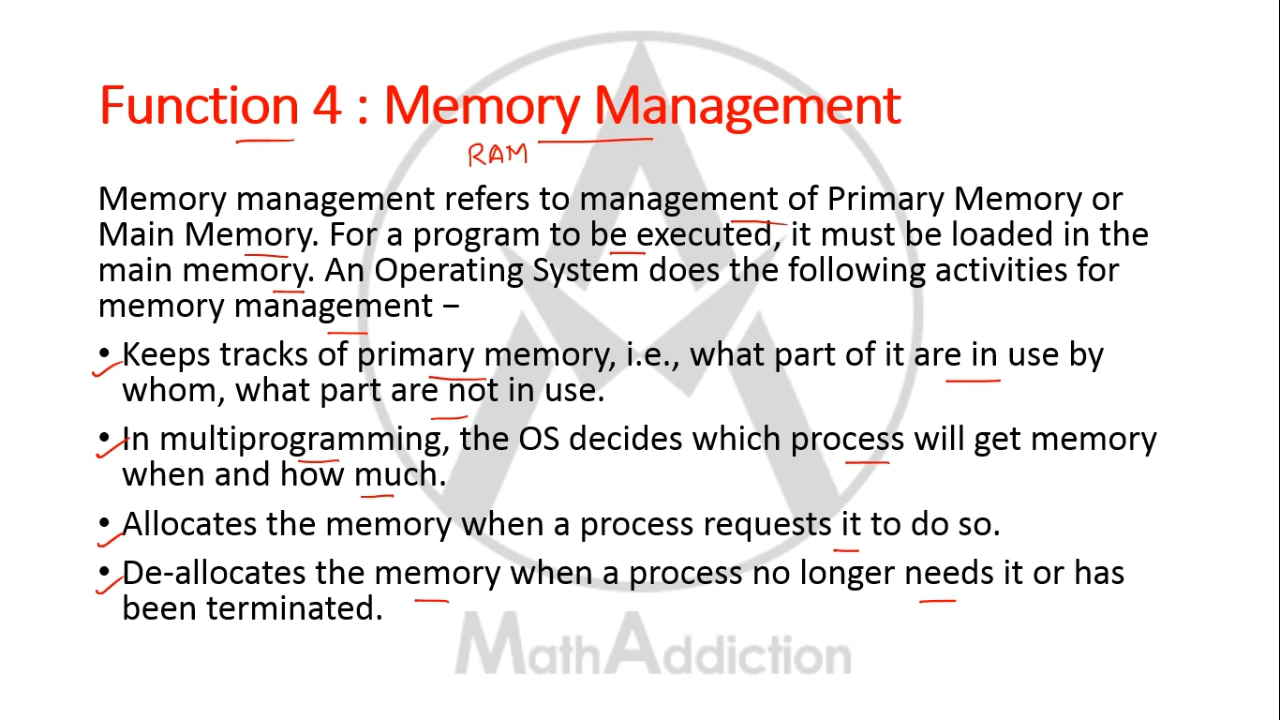 Function 4 : Memory Management
RAM
Memory management refers to management of Primary Memory or
Main Memory. For a program to be executed, it must be loaded in the
main memory. An Operating System does the following activities for
memory management –
• Keeps tracks of primary memory, i.e., what part of it are in use by
whom, what part are not in use.
• In multiprogramming, the OS decides which process will get memory
when and how much.
• Allocates the memory when a process requests it to do so.
• De-allocates the memory when a process no longer needs it or has
been terminated.
MathAddiction